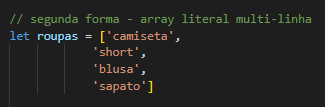 // segunda forma - array literal multi-linha
let roupas = ['camiseta',
'short',
'blusa',
'sapato']